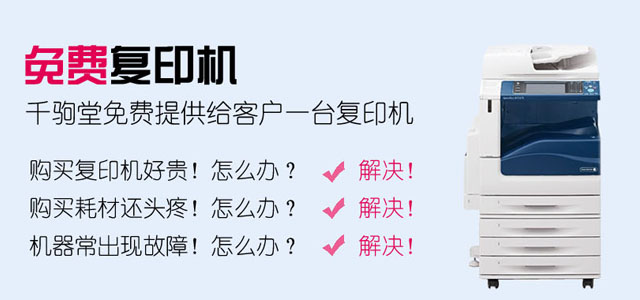 免费复印机
千驹堂免费提供给客户一台复印机
购买复印机好贵！怎么办？ 解决！
购买耗材还头疼！怎么办？ 解决！
机器常出现故障！怎么办？ 解决！